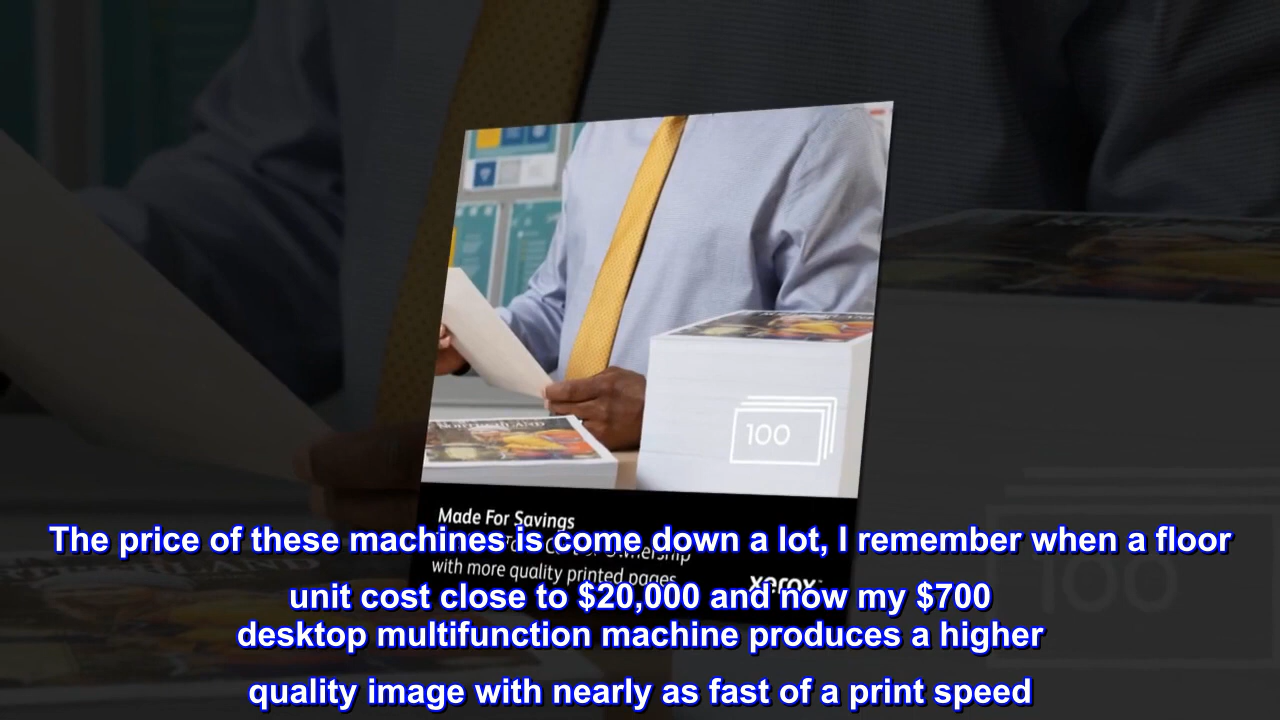 100
Made For Savings
with more quality printed pages
xerox
The price of these machines is come down a lot, I remember when a floor
unit cost close to $20,000 and now my $700
desktop multifunction machine produces a higher
quality image with nearly as fast of a print speed
100